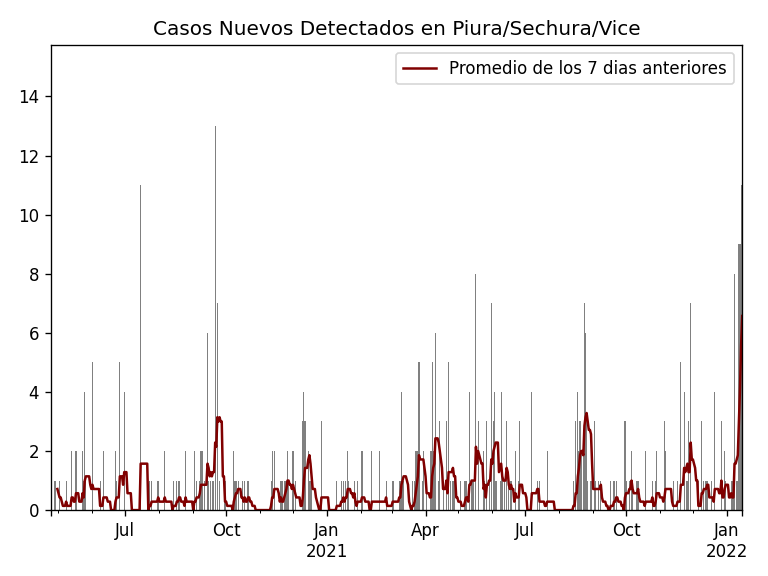 Casos Nuevos Detectados en Piura/Sechura/Vice
Promedio de los 7 dias anteriores
14
12
10
8
6
4
2
0
Jul
Oct
Jan
2021
Apr
Jul
Oct
Jan
2022